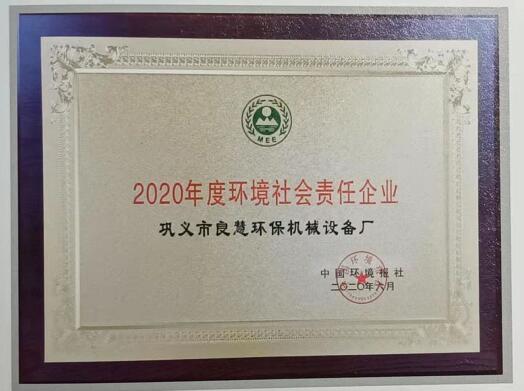 MEE
2020年度环境社会责任企业
巩义市良慧环保机械设备厂
中国环境报社
二〇二〇年六月